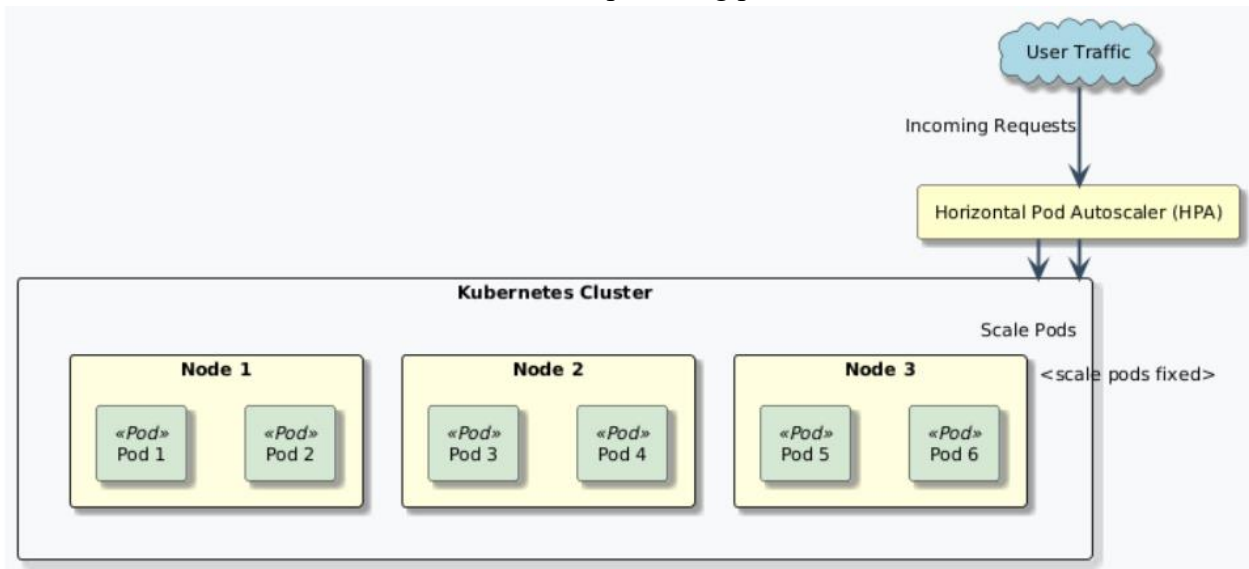 User Traffic
Incoming Requests
Horizontal Pod Autoscaler (HPA)
Kubernetes Cluster
Scale Pods
<scale pods fixed>
Node 1
«Pod»
Pod 1
«Pod»
Pod 2
Node 2
«Pod»
Pod 3
«Pod»
Pod 4
Node 3
«Pod»
Pod 5
«Pod»
Pod 6